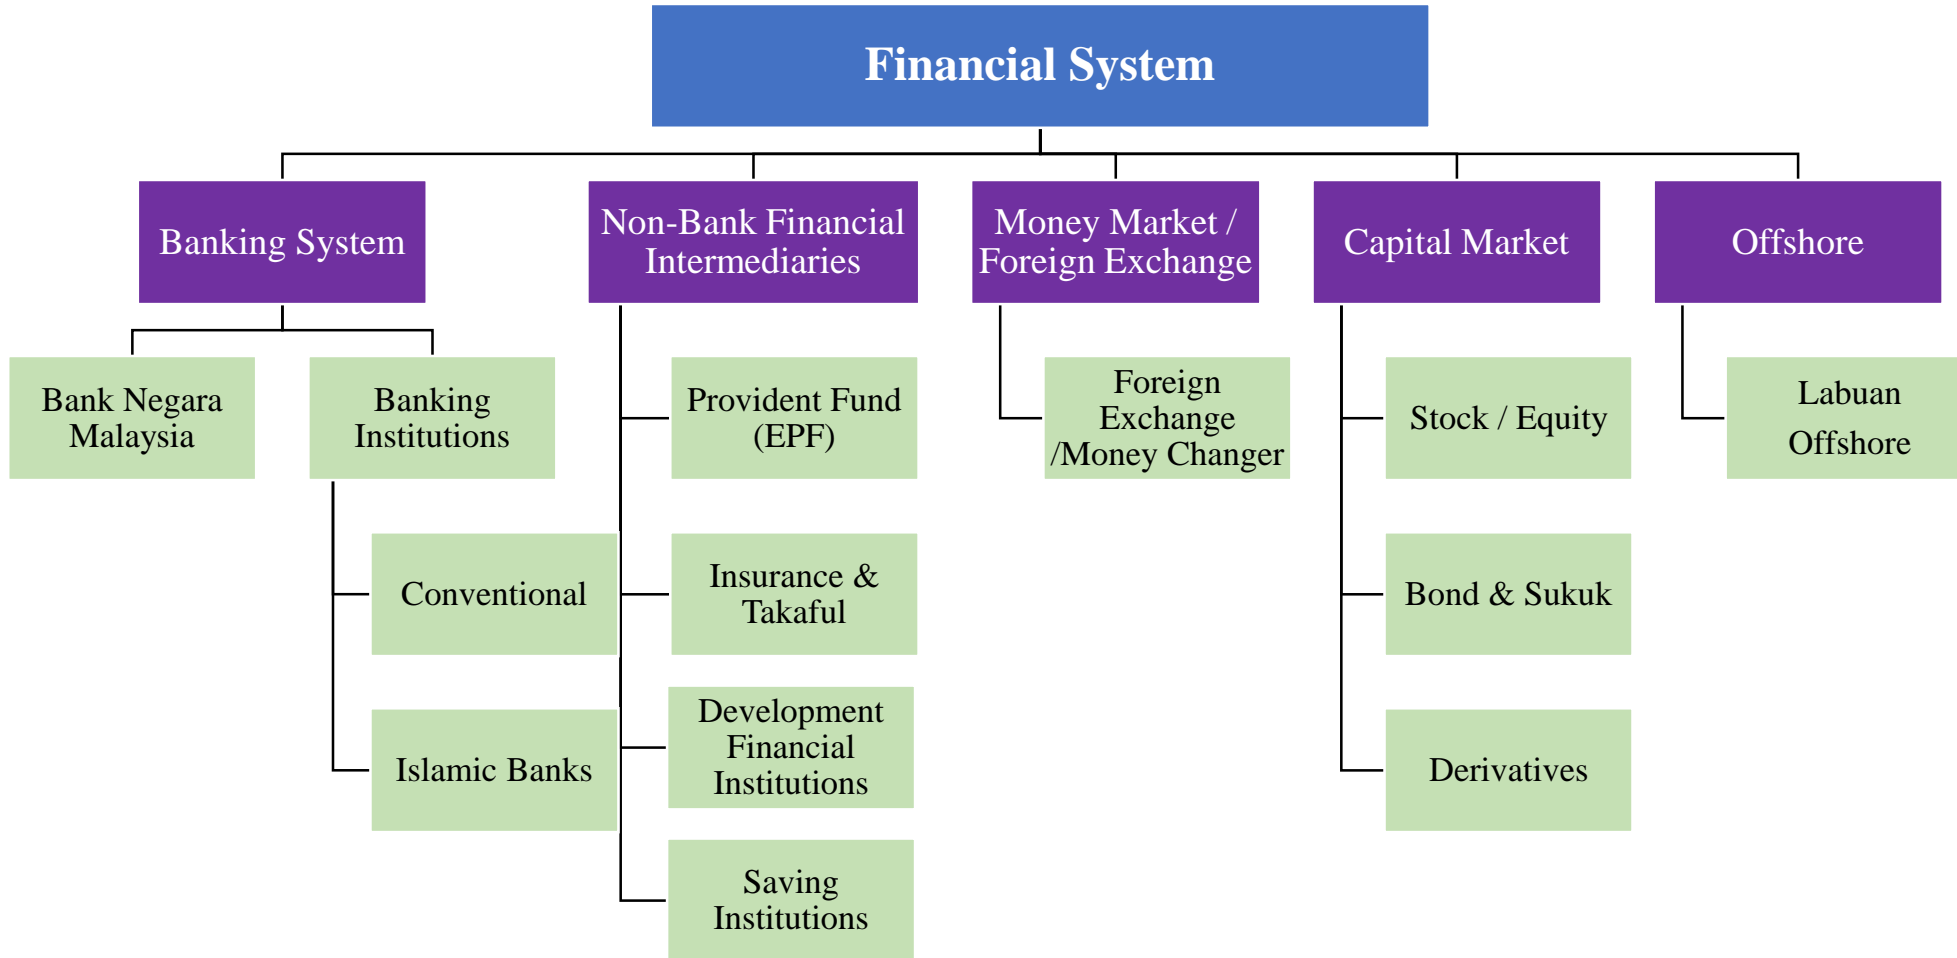 Financial System
Banking System
Non-Bank Financial
Intermediaries
Money Market /
Foreign Exchange
Capital Market
Offshore
Bank Negara
Malaysia
Banking
Institutions
Conventional
Islamic Banks
Provident Fund
(EPF)
Insurance &
Takaful
Development
Financial
Institutions
Saving
Institutions
Foreign
Exchange
/Money Changer
Stock / Equity
Bond & Sukuk
Derivatives
Labuan
Offshore